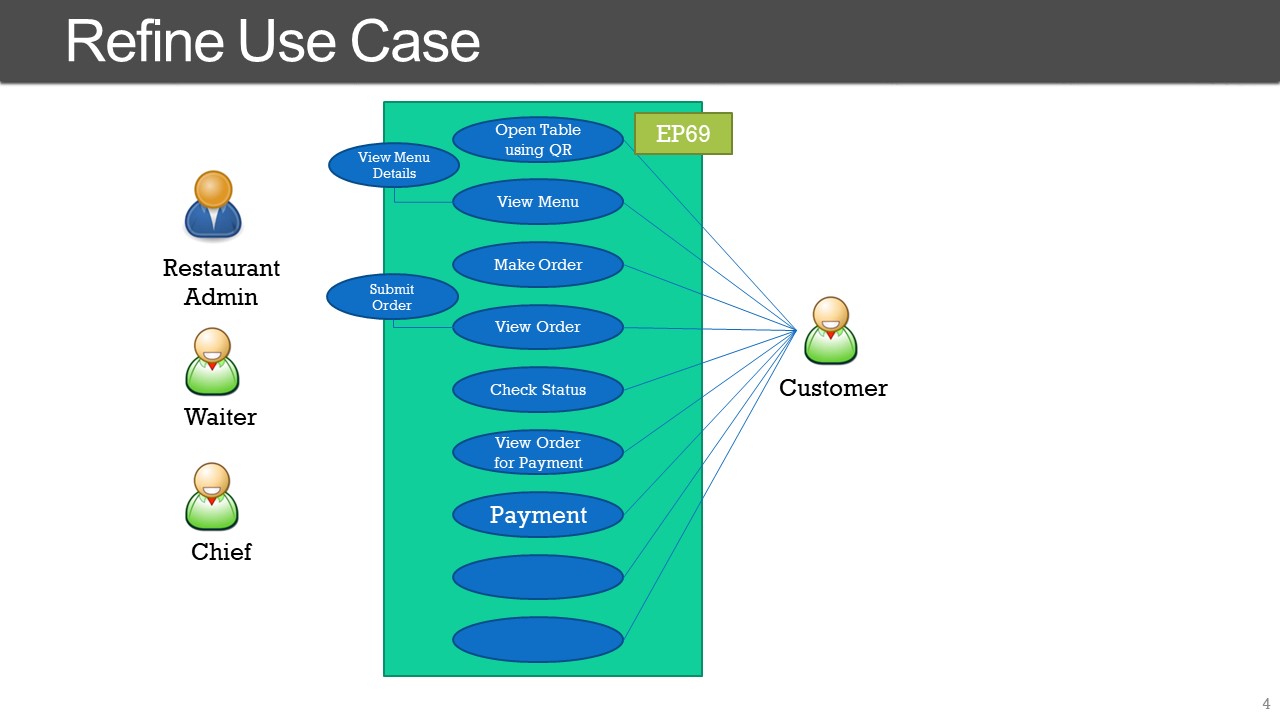 Refine Use Case
Open Table
using QR
EP69
View Menu
Details
View Menu
Restaurant
Admin
Make Order
Submit
Order
View Order
Waiter
Check Status
Customer
View Order
for Payment
Payment
Chief
4